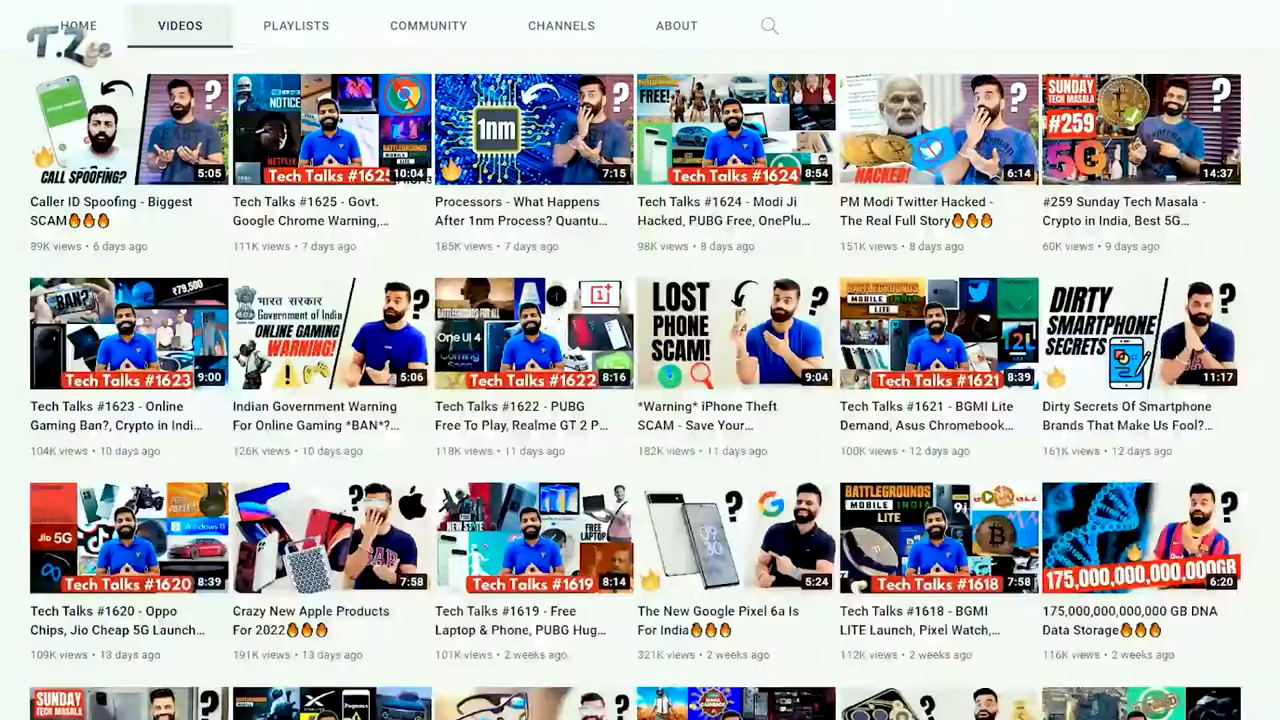 HOME
VIDEOS
PLAYLISTS
COMMUNITY
CHANNELS
ABOUT
T.2
CALL SPOOFING?
?
5:05
NOTICE
NETFLIX
Tech Talks #1625
10:04
1nm
?
7:15
FREE!
Tech Talks #1624
8:54
HACKED!
?
6:14
SUNDAY
TECH MASALA
#259
5G
?
14:37
Caller ID Spoofing - Biggest
SCAM🔥🔥🔥
89K views • 6 days ago
Tech Talks #1625 - Govt.
Google Chrome Warning,...
111K views • 7 days ago
Processors - What Happens
After 1nm Process? Quantu...
185K views • 7 days ago
Tech Talks #1624 - Modi Ji
Hacked, PUBG Free, OnePlu...
98K views • 8 days ago
PM Modi Twitter Hacked -
The Real Full Story🔥🔥🔥
151K views • 8 days ago
#259 Sunday Tech Masala -
Crypto in India, Best 5G...
60K views • 9 days ago
BAN?
₹79,500
Tech Talks #1623
9:00
भारत सरकार
Government of India
ONLINE GAMING
WARNING!
?
5:06
BATTLEGROUNDS FOR ALL
One UI 4
Coming
Soon
Tech Talks #1622
8:16
LOST
PHONE
SCAM!
?
9:04
BATTLEGROUNDS
MOBILE INDIA
LITE
12L
Tech Talks #1621
8:39
DIRTY
SMARTPHONE
SECRETS
?
11:17
Tech Talks #1623 - Online
Gaming Ban?, Crypto in Indi...
104K views • 10 days ago
Indian Government Warning
For Online Gaming *BAN*?...
126K views • 10 days ago
Tech Talks #1622 - PUBG
Free To Play, Realme GT 2 P...
118K views • 11 days ago
*Warning* iPhone Theft
SCAM - Save Your...
182K views • 11 days ago
Tech Talks #1621 - BGMI Lite
Demand, Asus Chromebook...
100K views • 12 days ago
Dirty Secrets Of Smartphone
Brands That Make Us Fool?...
161K views • 12 days ago
Jio 5G
Windows 11
Tech Talks #1620
8:39
?
GAP
7:58
NEW STATE
FREE
LAPTOP
Tech Talks #1619
8:14
?
5:24
BATTLEGROUNDS
MOBILE INDIA
LITE
9i
Tech Talks #1618
7:58
?
175,000,000,000,000GB
6:20
Tech Talks #1620 - Oppo
Chips, Jio Cheap 5G Launch...
109K views • 13 days ago
Crazy New Apple Products
For 2022🔥🔥🔥
191K views • 13 days ago
Tech Talks #1619 - Free
Laptop & Phone, PUBG Hug...
101K views • 2 weeks ago
The New Google Pixel 6a Is
For India🔥🔥🔥
321K views • 2 weeks ago
Tech Talks #1618 - BGMI
LITE Launch, Pixel Watch,...
112K views • 2 weeks ago
175,000,000,000,000 GB DNA
Data Storage🔥🔥🔥
116K views • 2 weeks ago
SUNDAY
TECH MASALA
?
?
?
?